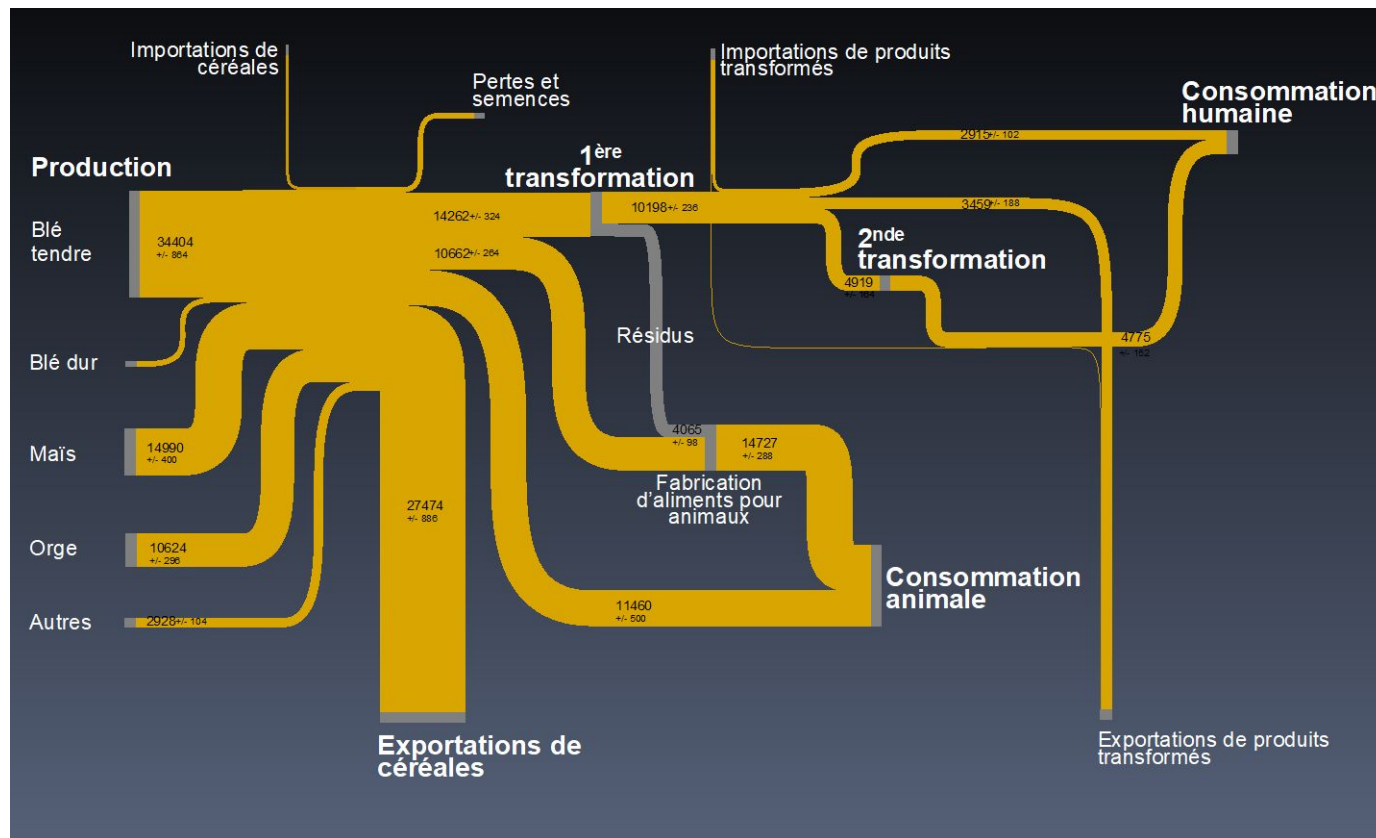 Importations de
céréales
Pertes et
semences
Importations de produits
transformés
Consommation
humaine
2915+/- 102
Production
1ère
transformation
Blé
tendre
34404
+/- 864
14262+/- 324
10198+/- 236
3459+/- 188
10662+/- 264
2nde
transformation
4919
+/- 164
4775
+/- 162
Résidus
Blé dur
Maïs
14990
+/- 400
4065
+/- 98
14727
+/- 288
Fabrication
d'aliments pour
animaux
27474
+/- 886
Orge
10624
+/- 296
Consommation
animale
11460
+/- 500
Autres
2928+/- 104
Exportations de
céréales
Exportations de produits
transformés